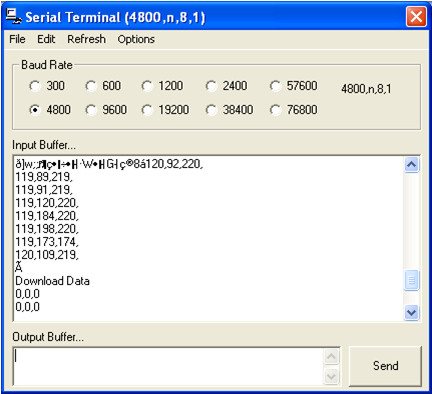 Serial Terminal (4800,n,8,1)
File Edit Refresh Options
Baud Rate
300 600 1200 2400 57600 4800,n,8,1
4800 9600 19200 38400 76800
Input Buffer...
120,92,220,
119,89,219,
119,91,219,
119,120,220,
119,184,220,
119,198,220,
119,173,174,
120,109,219,
Ã
Download Data
0,0,0
0,0,0
Output Buffer...
Send